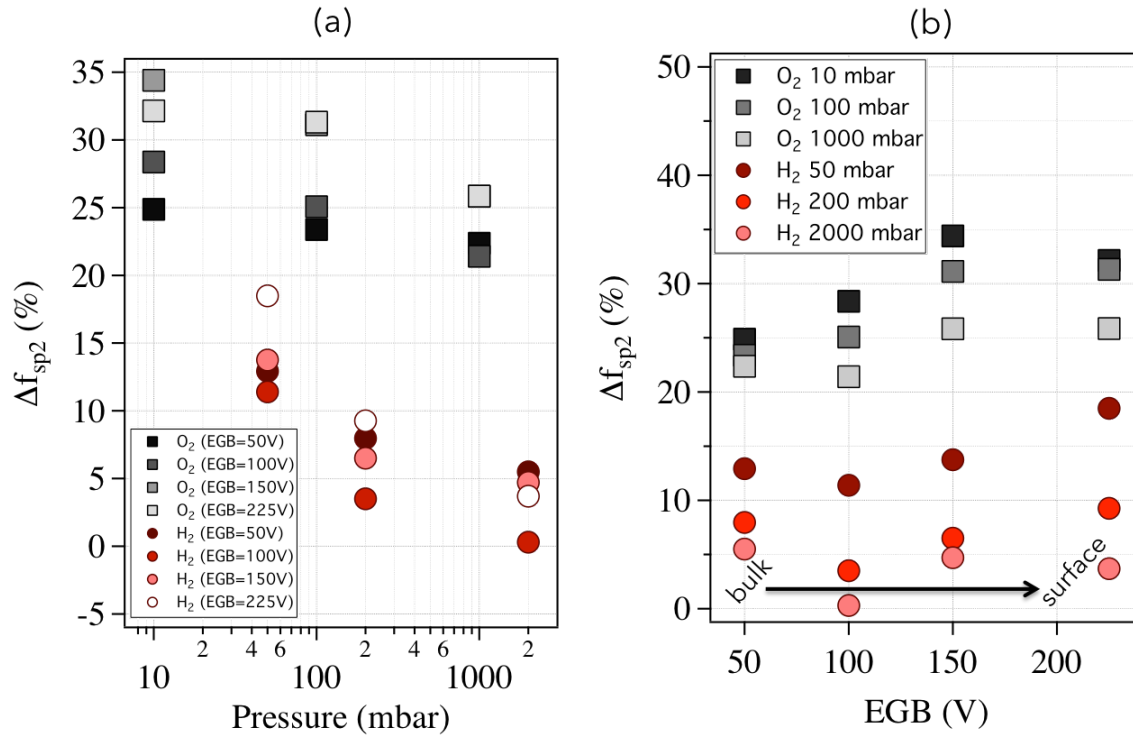 (a)
35
30
25
20
15
10
5
0
-5
Δf_sp2 (%)
O₂ (EGB=50V)
O₂ (EGB=100V)
O₂ (EGB=150V)
O₂ (EGB=225V)
H₂ (EGB=50V)
H₂ (EGB=100V)
H₂ (EGB=150V)
H₂ (EGB=225V)
10 2 4 6 100 2 4 6 1000 2
Pressure (mbar)
(b)
50
40
30
20
10
0
Δf_sp2 (%)
O₂ 10 mbar
O₂ 100 mbar
O₂ 1000 mbar
H₂ 50 mbar
H₂ 200 mbar
H₂ 2000 mbar
bulk
surface
50 100 150 200
EGB (V)